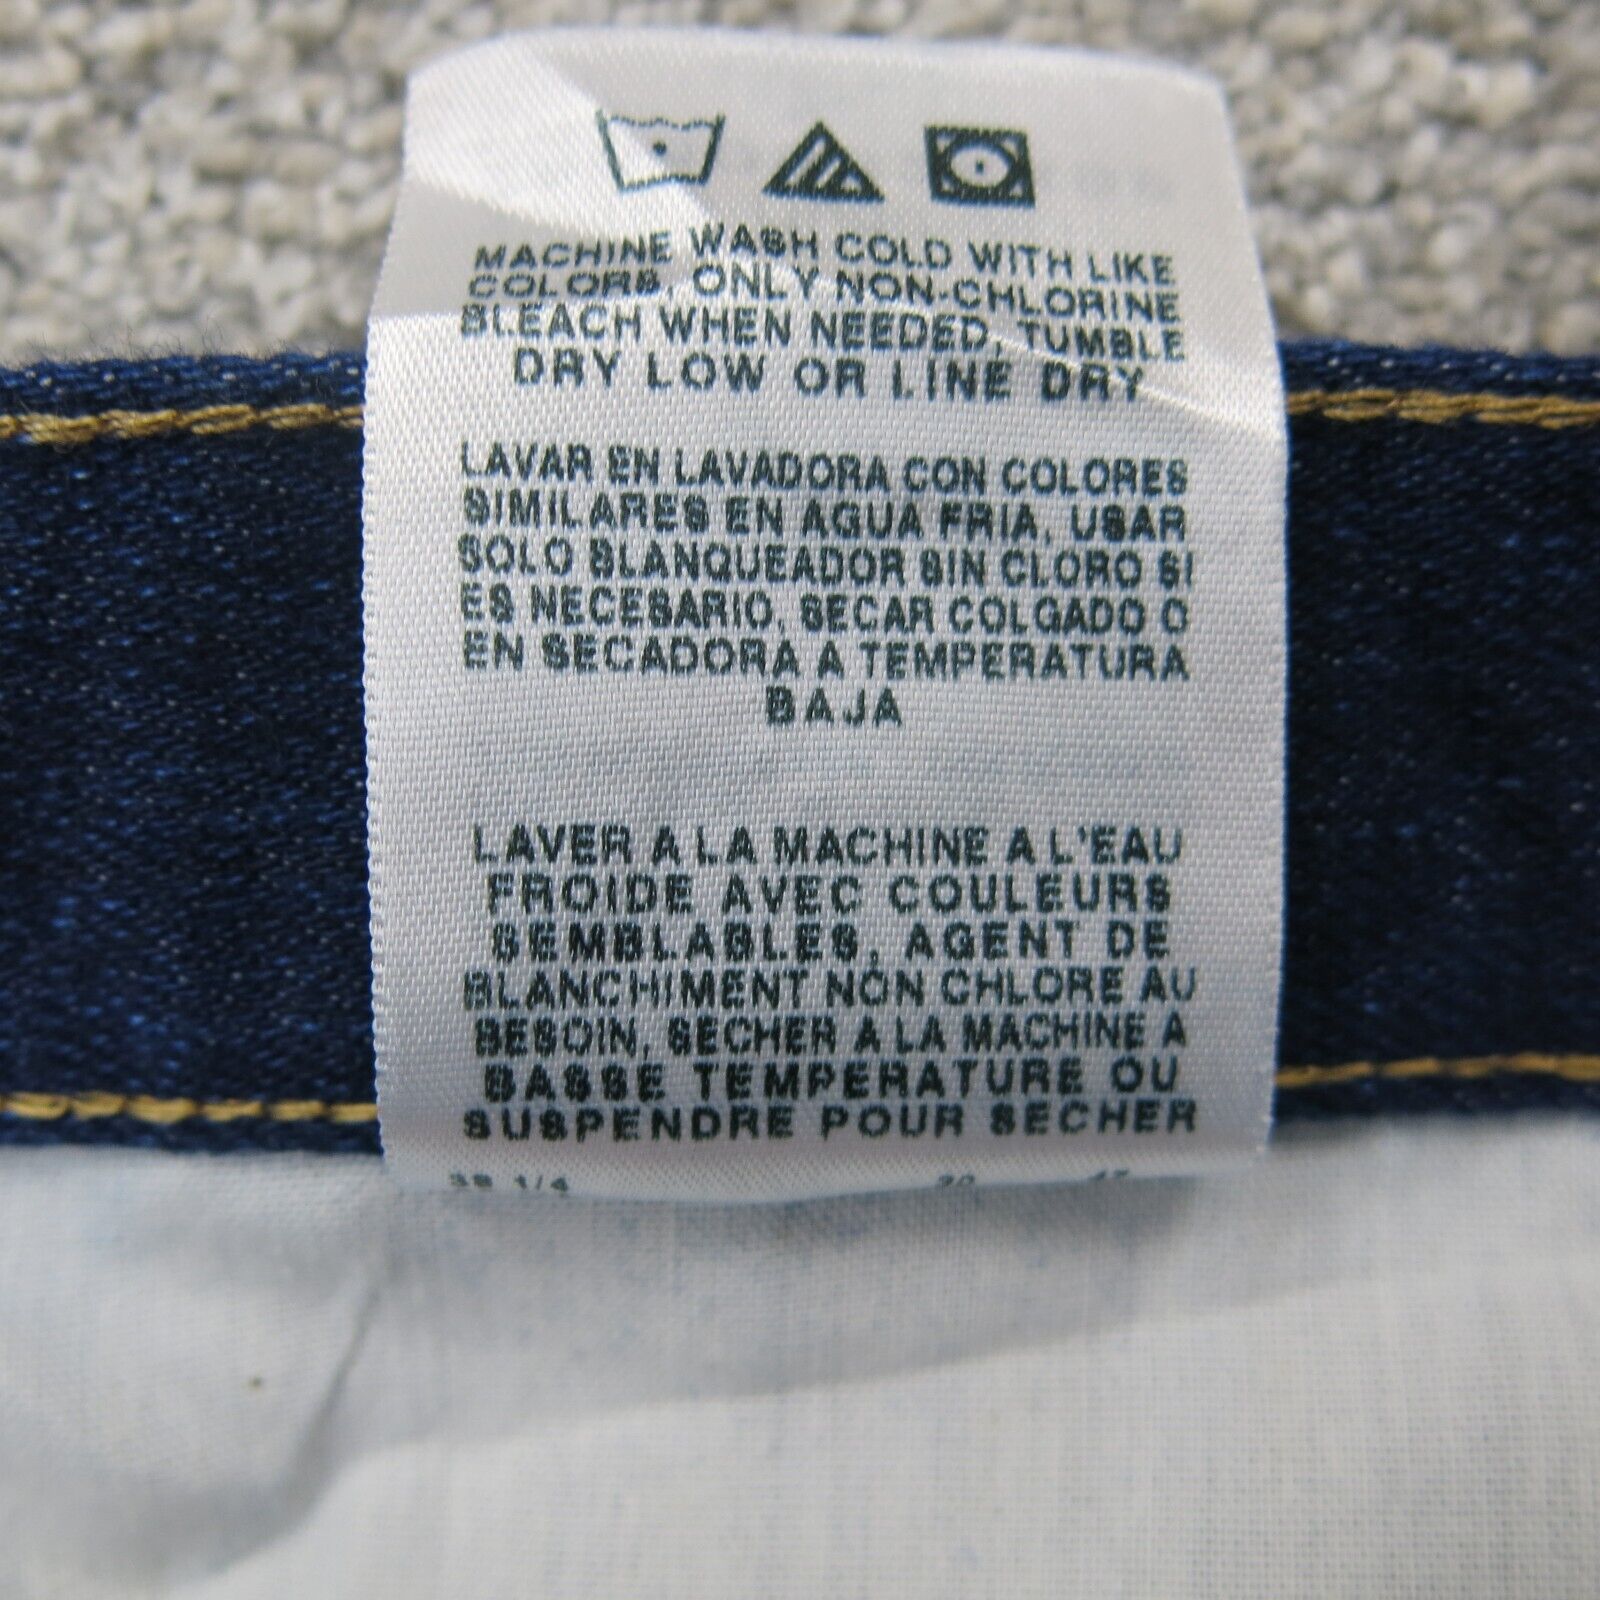 MACHINE WASH COLD WITH LIKE
COLORS, ONLY NON-CHLORINE
BLEACH WHEN NEEDED, TUMBLE
DRY LOW OR LINE DRY
LAVAR EN LAVADORA CON COLORES
SIMILARES EN AGUA FRIA, USAR
SOLO BLANQUEADOR SIN CLORO SI
ES NECESARIO, SECAR COLGADO O
EN SECADORA A TEMPERATURA
BAJA
LAVER A LA MACHINE A L'EAU
FROIDE AVEC COULEURS
SEMBLABLES, AGENT DE
BLANCHIMENT NON CHLORE AU
BESOIN, SECHER A LA MACHINE A
BASSE TEMPERATURE OU
SUSPENDRE POUR SECHER
1/4